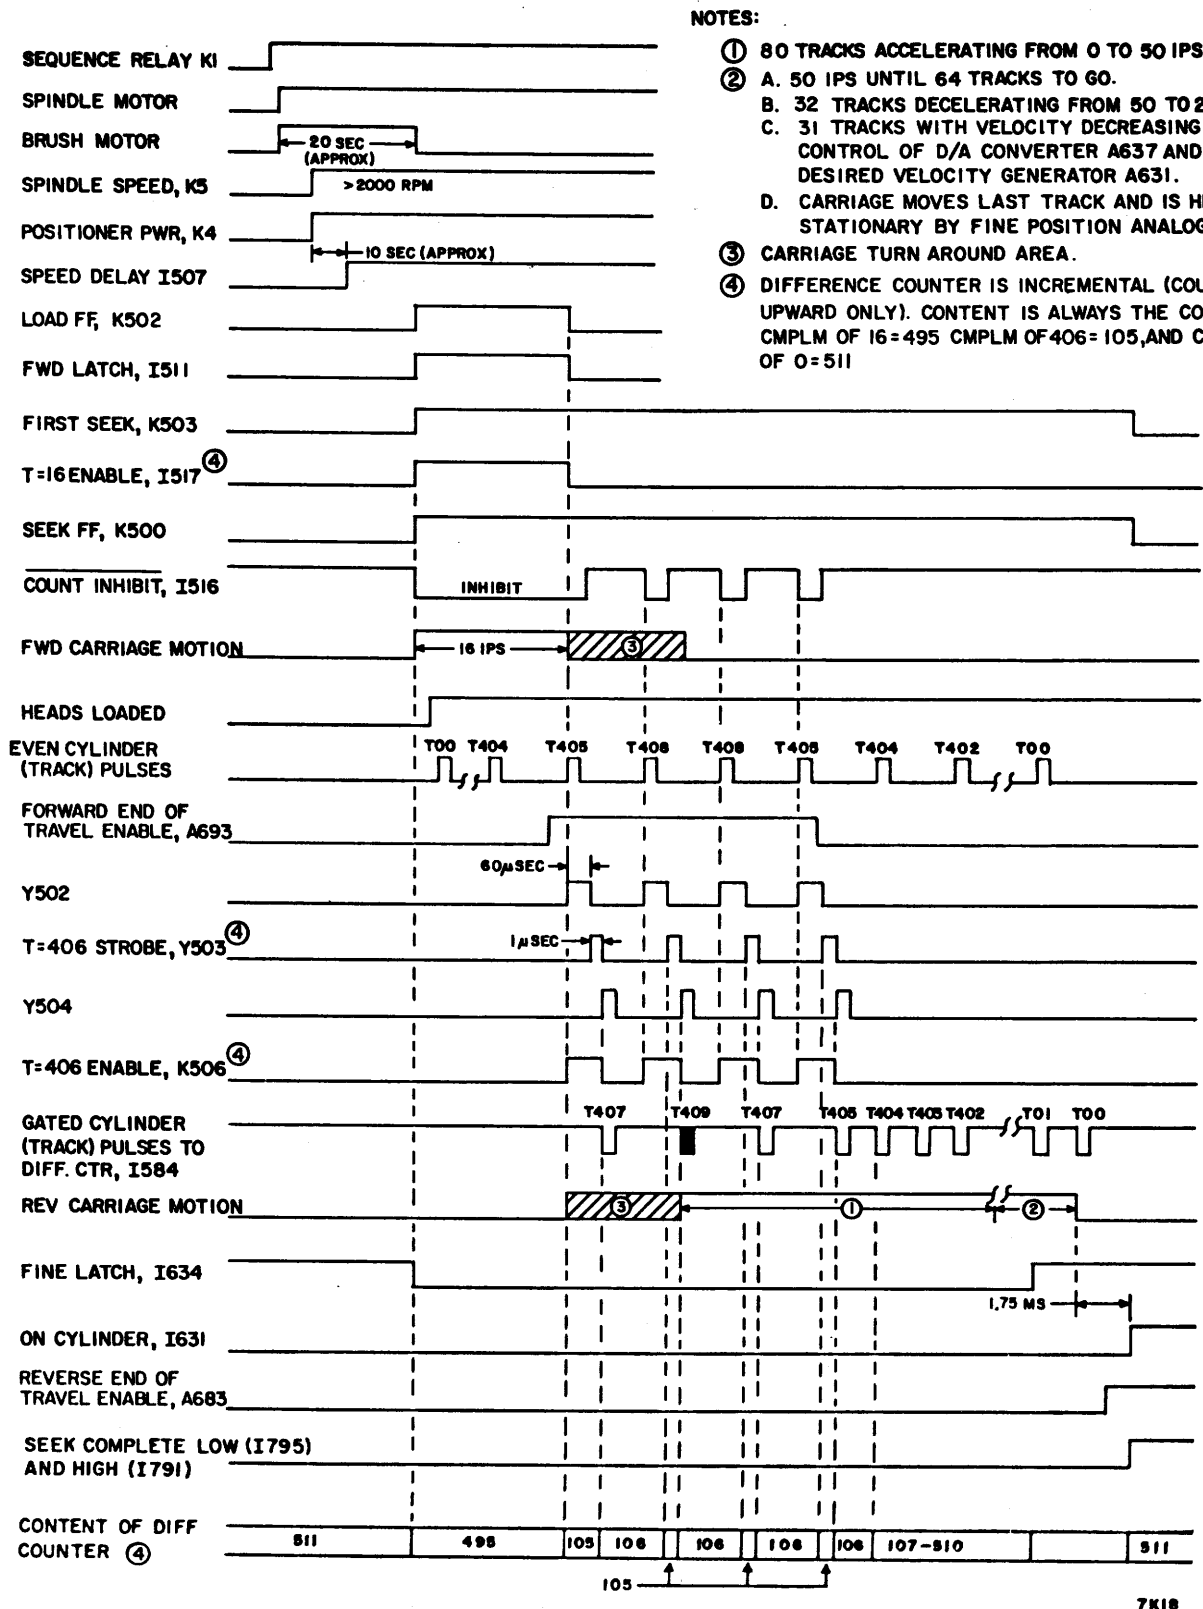 NOTES:
① 80 TRACKS ACCELERATING FROM 0 TO 50 IPS
② A. 50 IPS UNTIL 64 TRACKS TO GO.
B. 32 TRACKS DECELERATING FROM 50 TO 2
C. 31 TRACKS WITH VELOCITY DECREASING
CONTROL OF D/A CONVERTER A637 AND
DESIRED VELOCITY GENERATOR A631.
D. CARRIAGE MOVES LAST TRACK AND IS H
STATIONARY BY FINE POSITION ANALOG
③ CARRIAGE TURN AROUND AREA.
④ DIFFERENCE COUNTER IS INCREMENTAL (COU
UPWARD ONLY). CONTENT IS ALWAYS THE CO
CMPLM OF 16=495 CMPLM OF 406=105, AND C
OF 0=511
SEQUENCE RELAY K1
SPINDLE MOTOR
BRUSH MOTOR
20 SEC
(APPROX)
SPINDLE SPEED, K5
>2000 RPM
POSITIONER PWR, K4
10 SEC (APPROX)
SPEED DELAY I507
LOAD FF, K502
FWD LATCH, I511
FIRST SEEK, K503
T=16 ENABLE, I517 ④
SEEK FF, K500
COUNT INHIBIT, I516
INHIBIT
FWD CARRIAGE MOTION
16 IPS
③
HEADS LOADED
EVEN CYLINDER
(TRACK) PULSES
T00 T404 T405 T408 T408 T405 T404 T402 T00
FORWARD END OF
TRAVEL ENABLE, A693
60μSEC
Y502
T=406 STROBE, Y503 ④
1μSEC
Y504
T=406 ENABLE, K506 ④
GATED CYLINDER
(TRACK) PULSES TO
DIFF. CTR, I584
T407 T409 T407 T405 T404 T403 T402 T01 T00
REV CARRIAGE MOTION
③ ① ②
FINE LATCH, I634
1.75 MS
ON CYLINDER, I631
REVERSE END OF
TRAVEL ENABLE, A683
SEEK COMPLETE LOW (I795)
AND HIGH (I791)
CONTENT OF DIFF
COUNTER ④
511 495 105 106 106 106 106 107-510 511
105
7K18